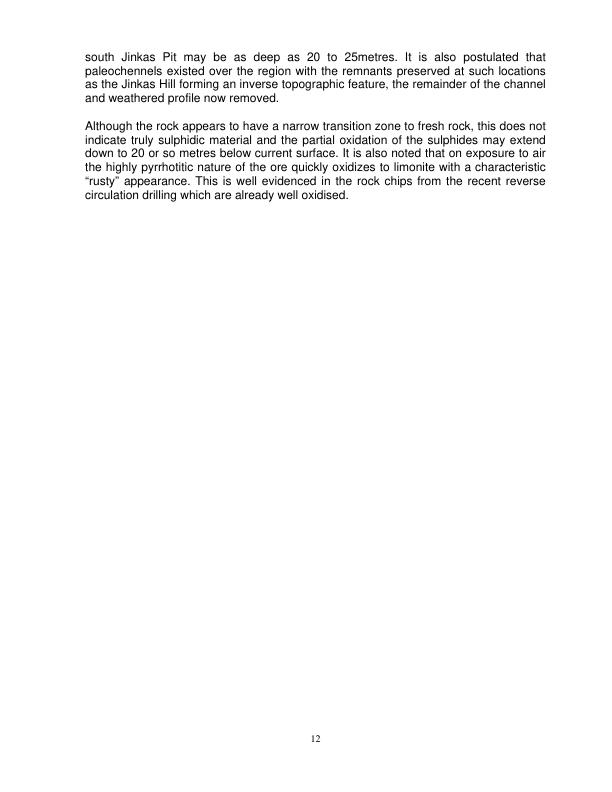 south Jinkas Pit may be as deep as 20 to 25metres. It is also postulated that
paleochennels existed over the region with the remnants preserved at such locations
as the Jinkas Hill forming an inverse topographic feature, the remainder of the channel
and weathered profile now removed.
Although the rock appears to have a narrow transition zone to fresh rock, this does not
indicate truly sulphidic material and the partial oxidation of the sulphides may extend
down to 20 or so metres below current surface. It is also noted that on exposure to air
the highly pyrrhotitic nature of the ore quickly oxidizes to limonite with a characteristic
“rusty” appearance. This is well evidenced in the rock chips from the recent reverse
circulation drilling which are already well oxidised.
12